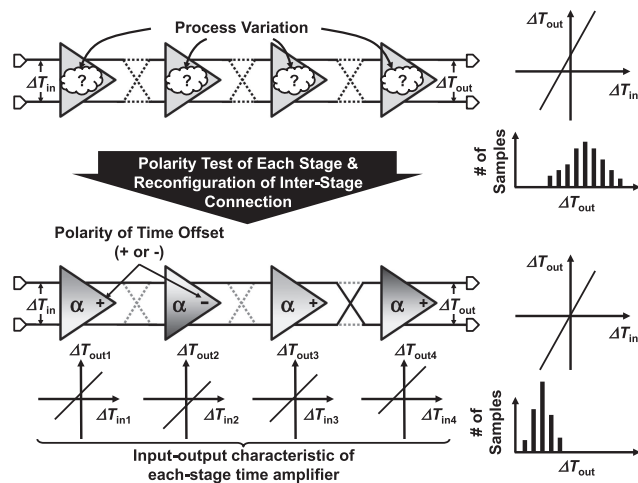 Process Variation
ΔTin
?
?
?
?
ΔTout
ΔTout
ΔTin
# of
Samples
ΔTout
Polarity Test of Each Stage &
Reconfiguration of Inter-Stage
Connection
Polarity of Time Offset
(+ or -)
ΔTin
α +
α -
α +
α +
ΔTout
ΔTout
ΔTin
ΔTout1
ΔTout2
ΔTout3
ΔTout4
ΔTin1
ΔTin2
ΔTin3
ΔTin4
# of
Samples
ΔTout
Input-output characteristic of
each-stage time amplifier